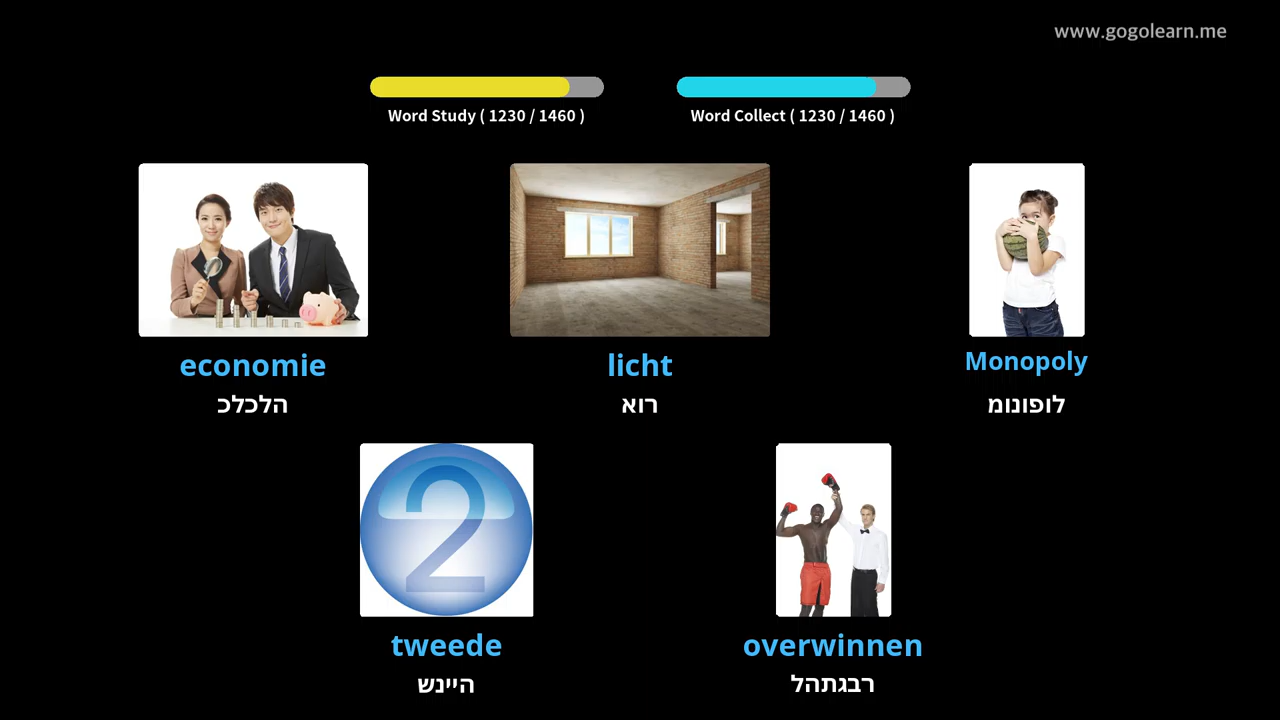 www.gogolearn.me
Word Study ( 1230 / 1460 )
Word Collect ( 1230 / 1460 )
economie
הלכלכ
licht
רוא
Monopoly
לופונומ
tweede
היינש
overwinnen
רבגתהל